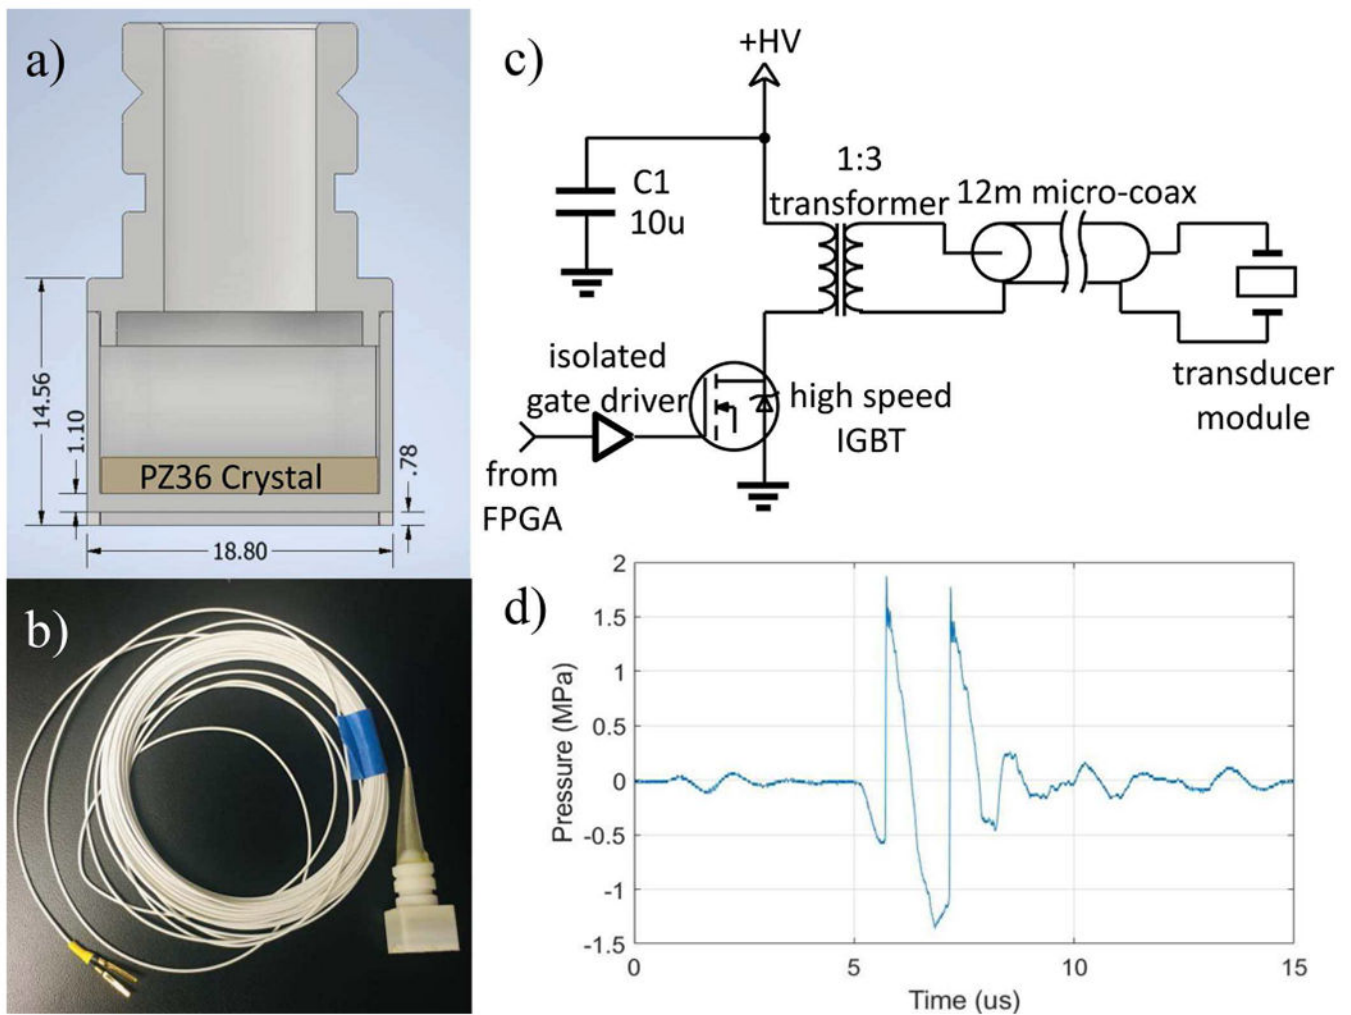 a)
14.56
1.10
PZ36 Crystal
.78
18.80
b)
c)
+HV
C1
10u
1:3
transformer
12m micro-coax
isolated
gate driver
from
FPGA
high speed
IGBT
transducer
module
d)
Pressure (MPa)
2
1.5
1
0.5
0
-0.5
-1
-1.5
0
5
10
15
Time (us)